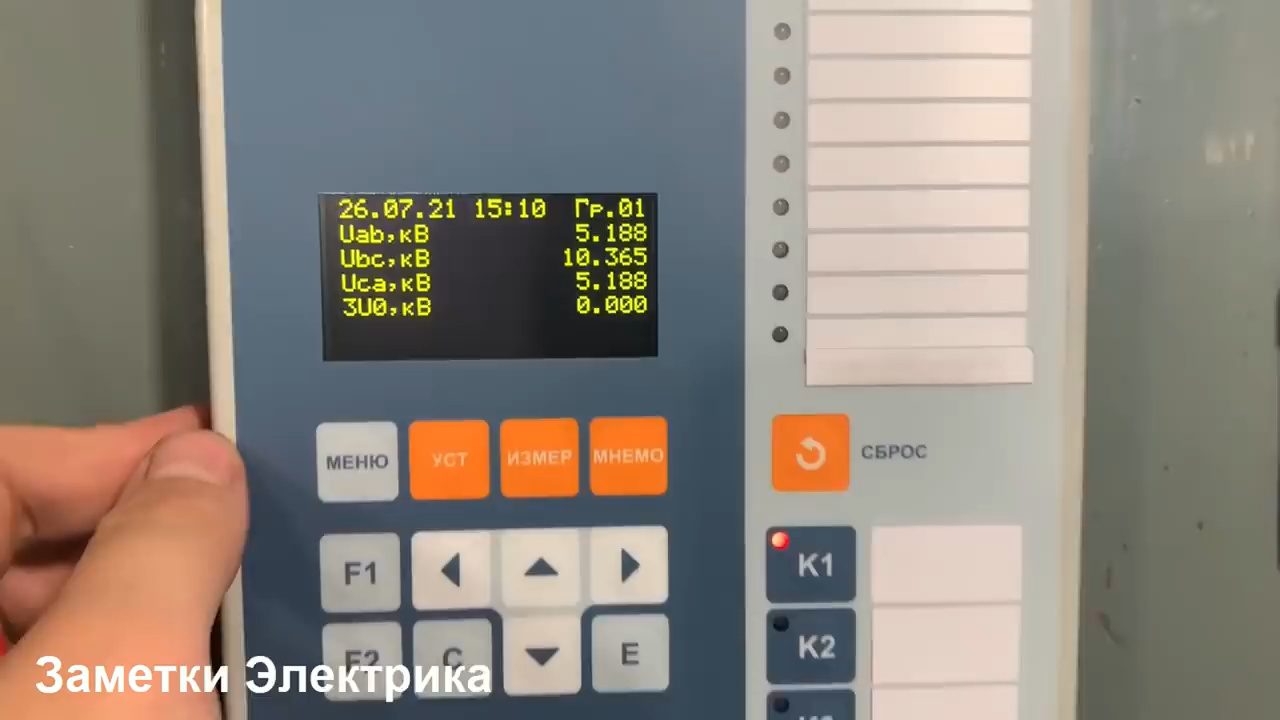 26.07.21 15:10 Гр.01
Uab,кВ 5.188
Ubc,кВ 10.365
Uca,кВ 5.188
3U0,кВ 0.000
МЕНЮ УСТ ИЗМЕР МНЕМО
СБРОС
F1
K1
F2 C E
K2
Заметки Электрика